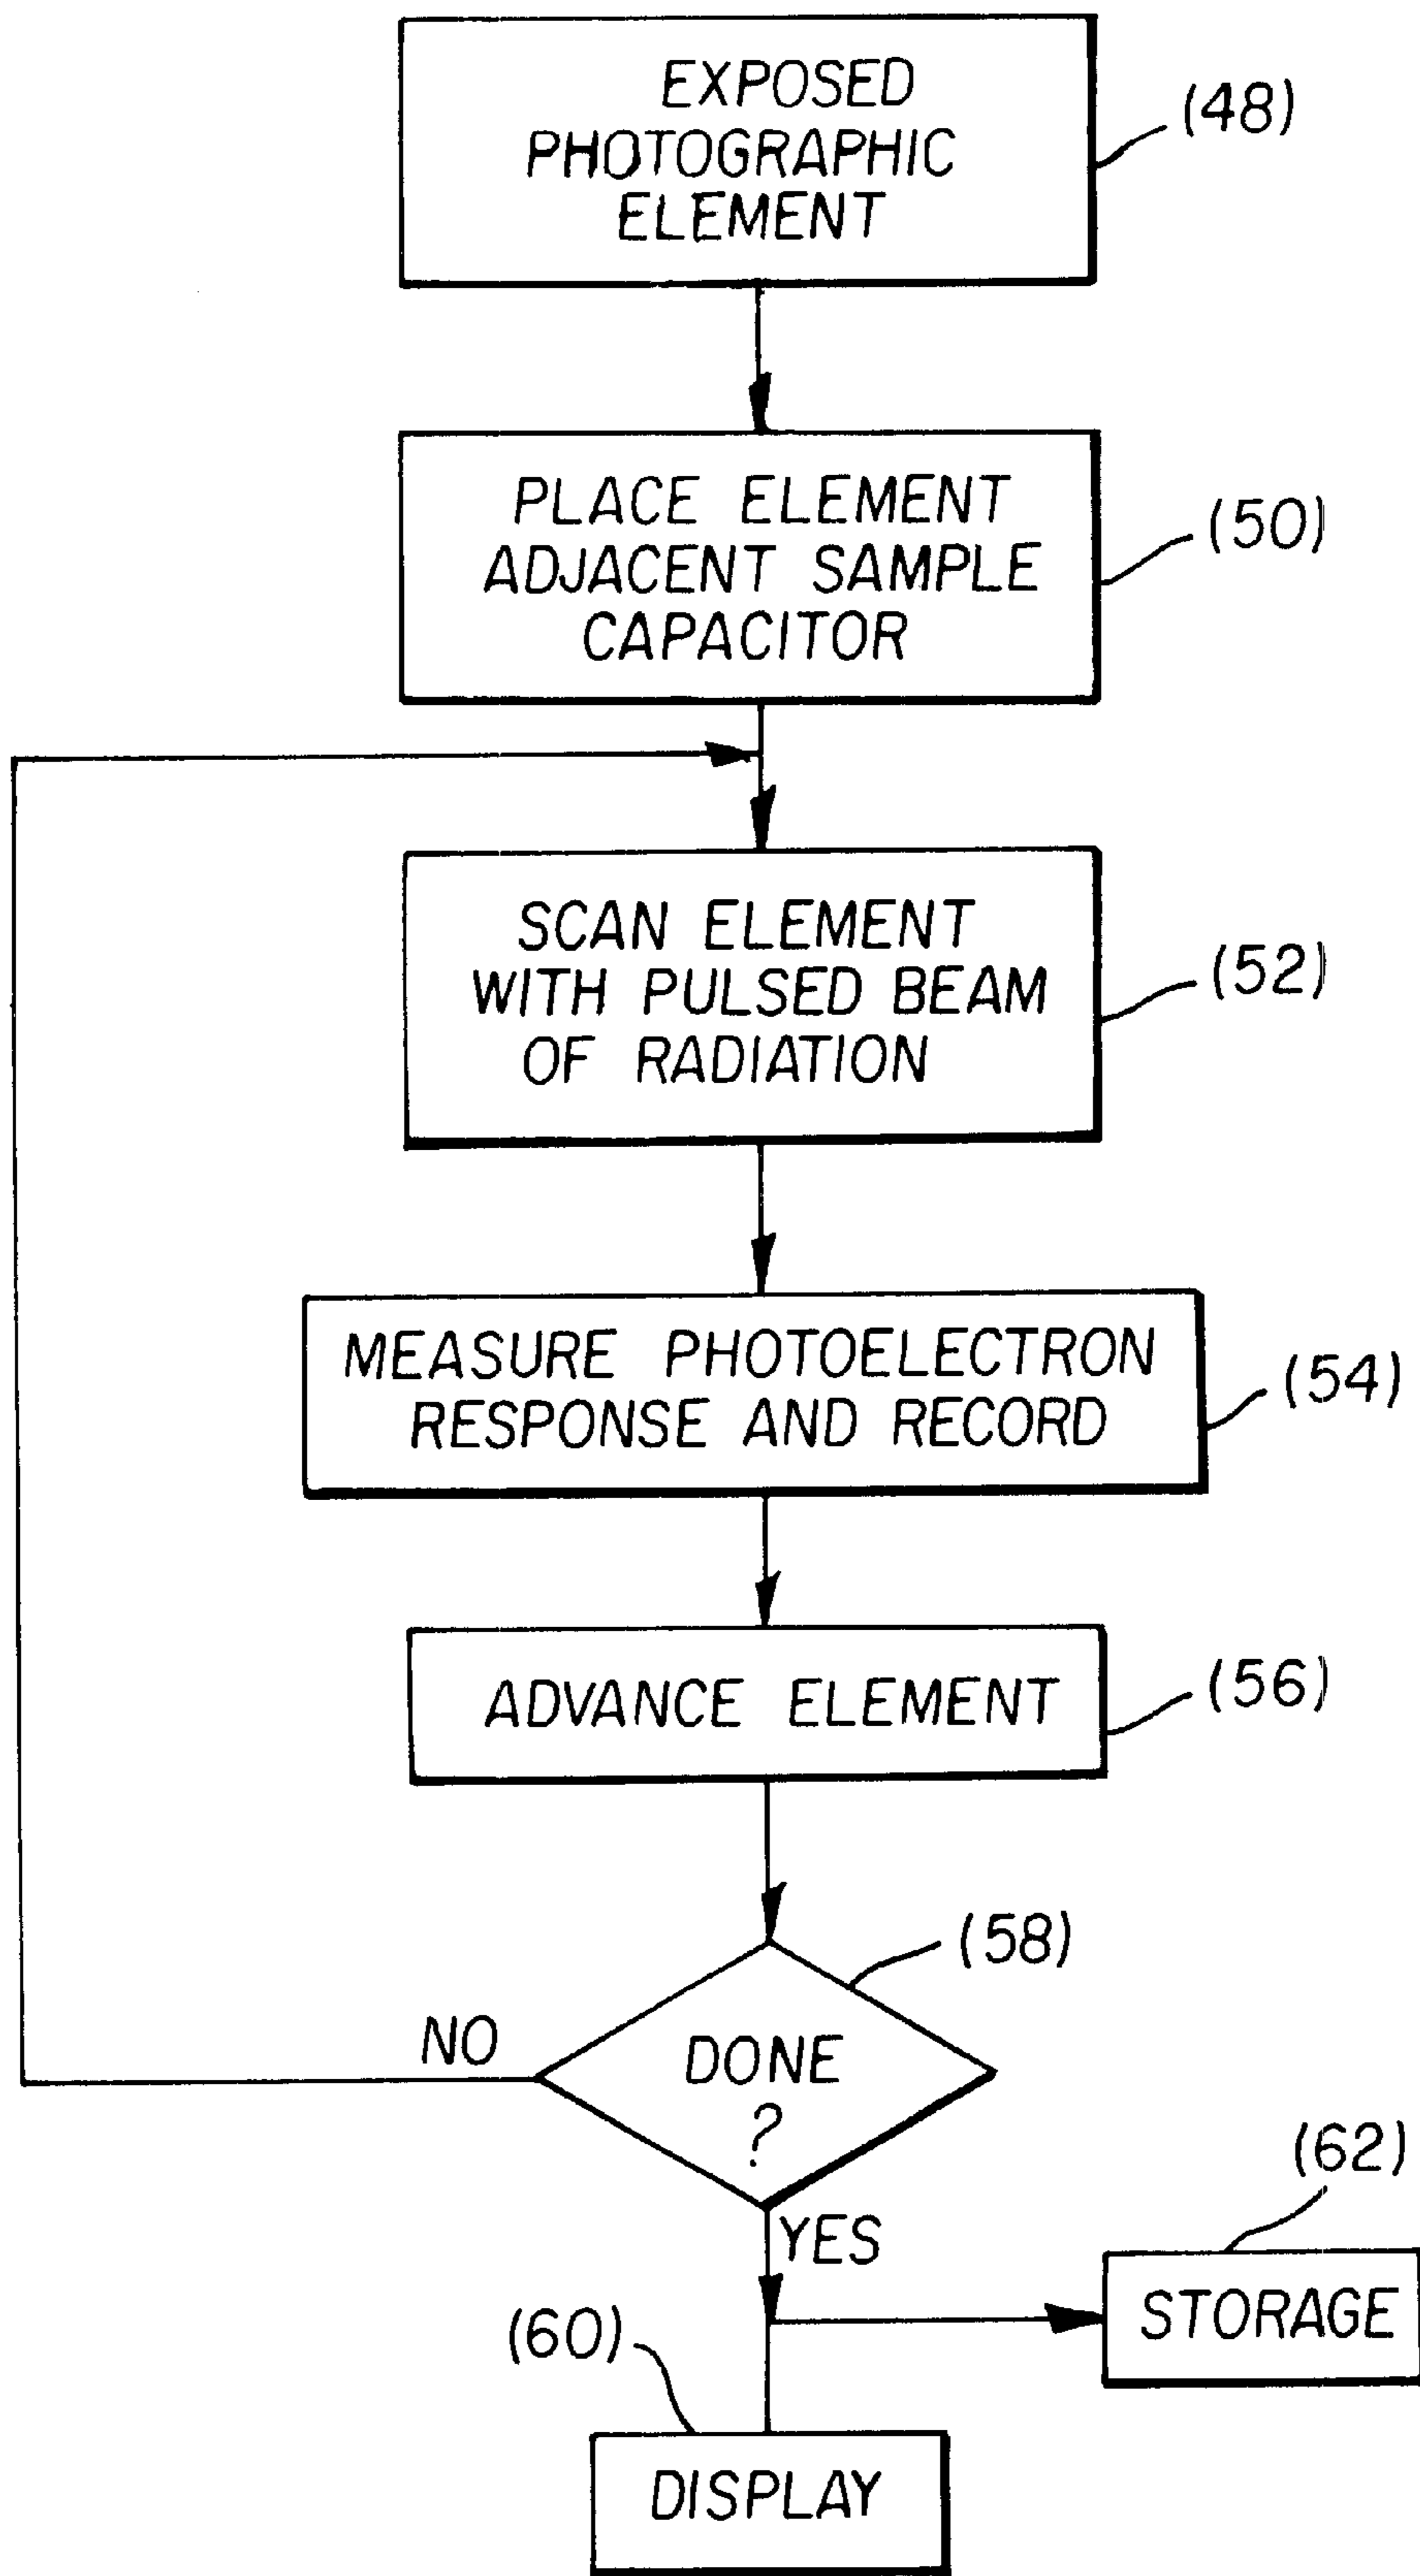 EXPOSED
PHOTOGRAPHIC
ELEMENT
(48)
PLACE ELEMENT
ADJACENT SAMPLE
CAPACITOR
(50)
SCAN ELEMENT
WITH PULSED BEAM
OF RADIATION
(52)
MEASURE PHOTOELECTRON
RESPONSE AND RECORD
(54)
ADVANCE ELEMENT
(56)
DONE
?
(58)
NO
YES
(62)
STORAGE
(60)
DISPLAY